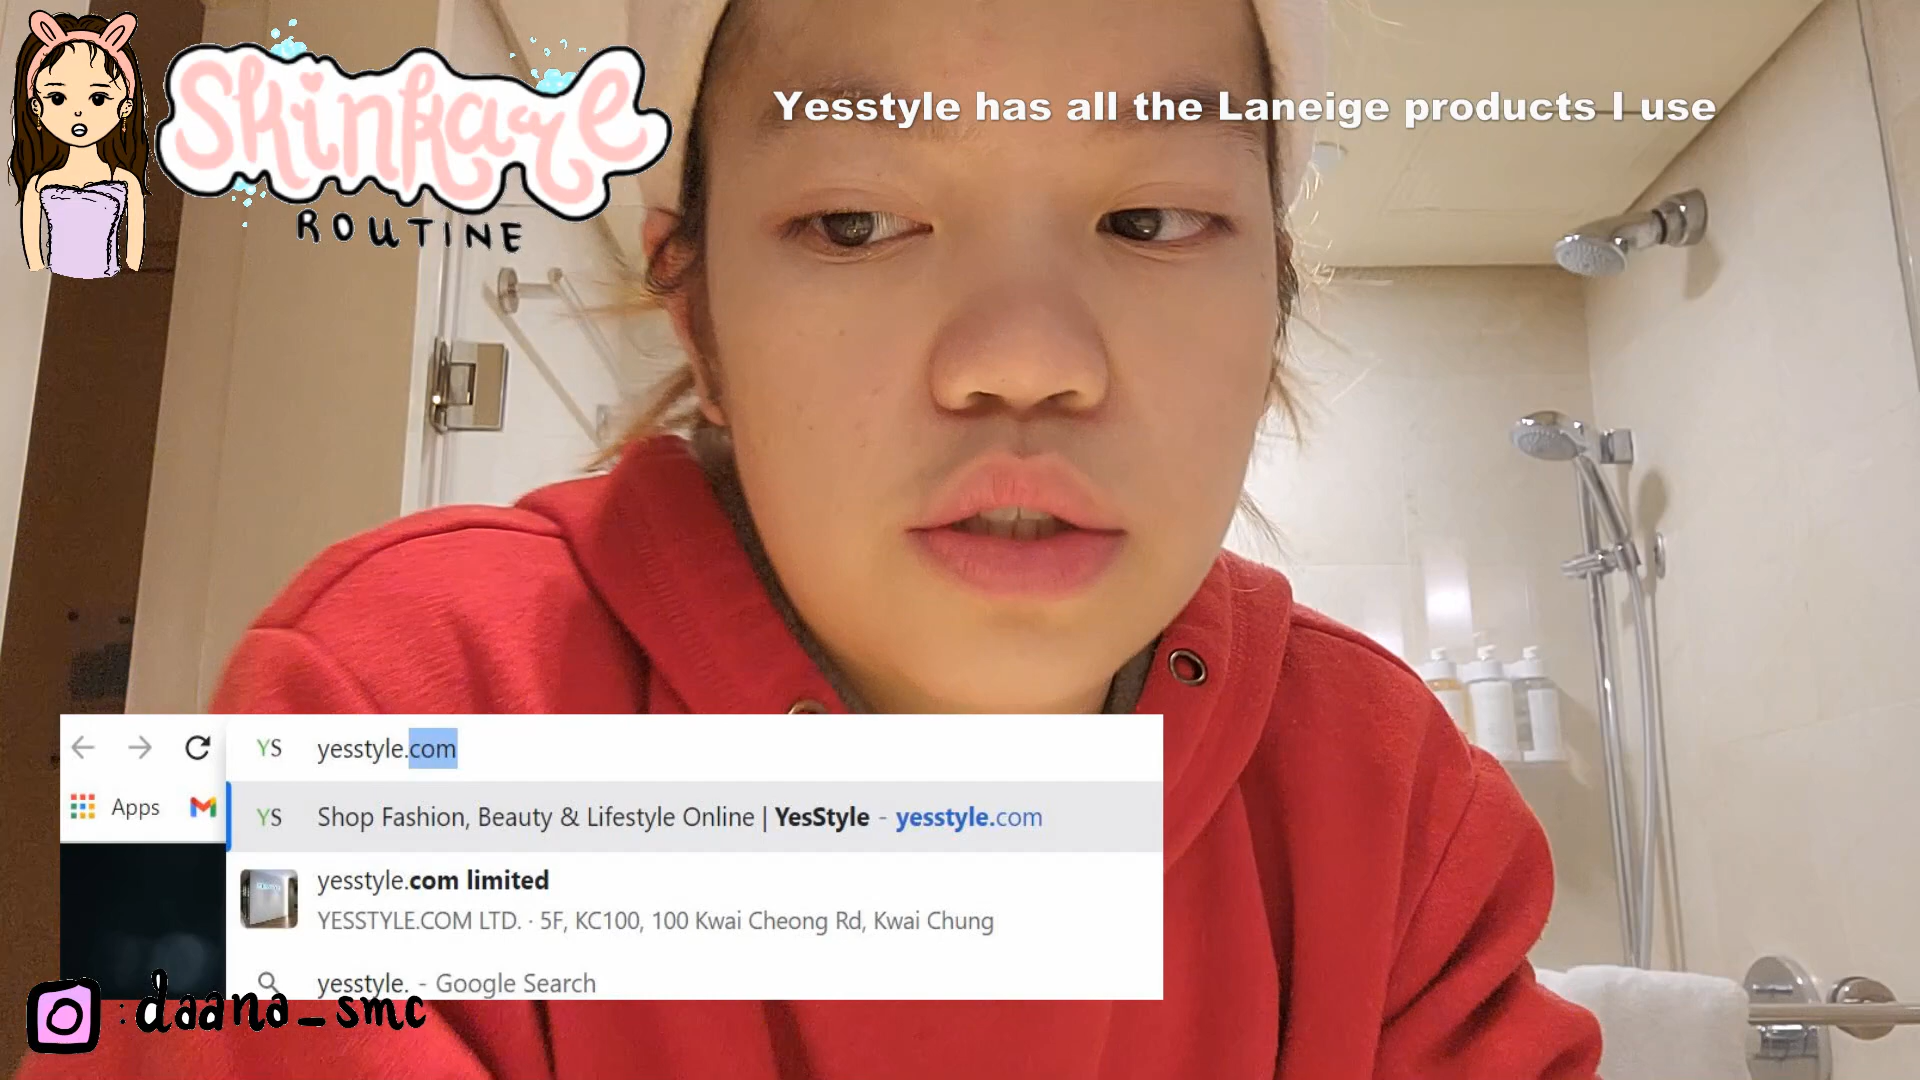 Skinkare
ROUTINE
Yesstyle has all the Laneige products I use
YS yesstyle.com
Apps
YS Shop Fashion, Beauty & Lifestyle Online | YesStyle - yesstyle.com
yesstyle.com limited
YESSTYLE.COM LTD. · 5F, KC100, 100 Kwai Cheong Rd, Kwai Chung
yesstyle. - Google Search
: daana_smc